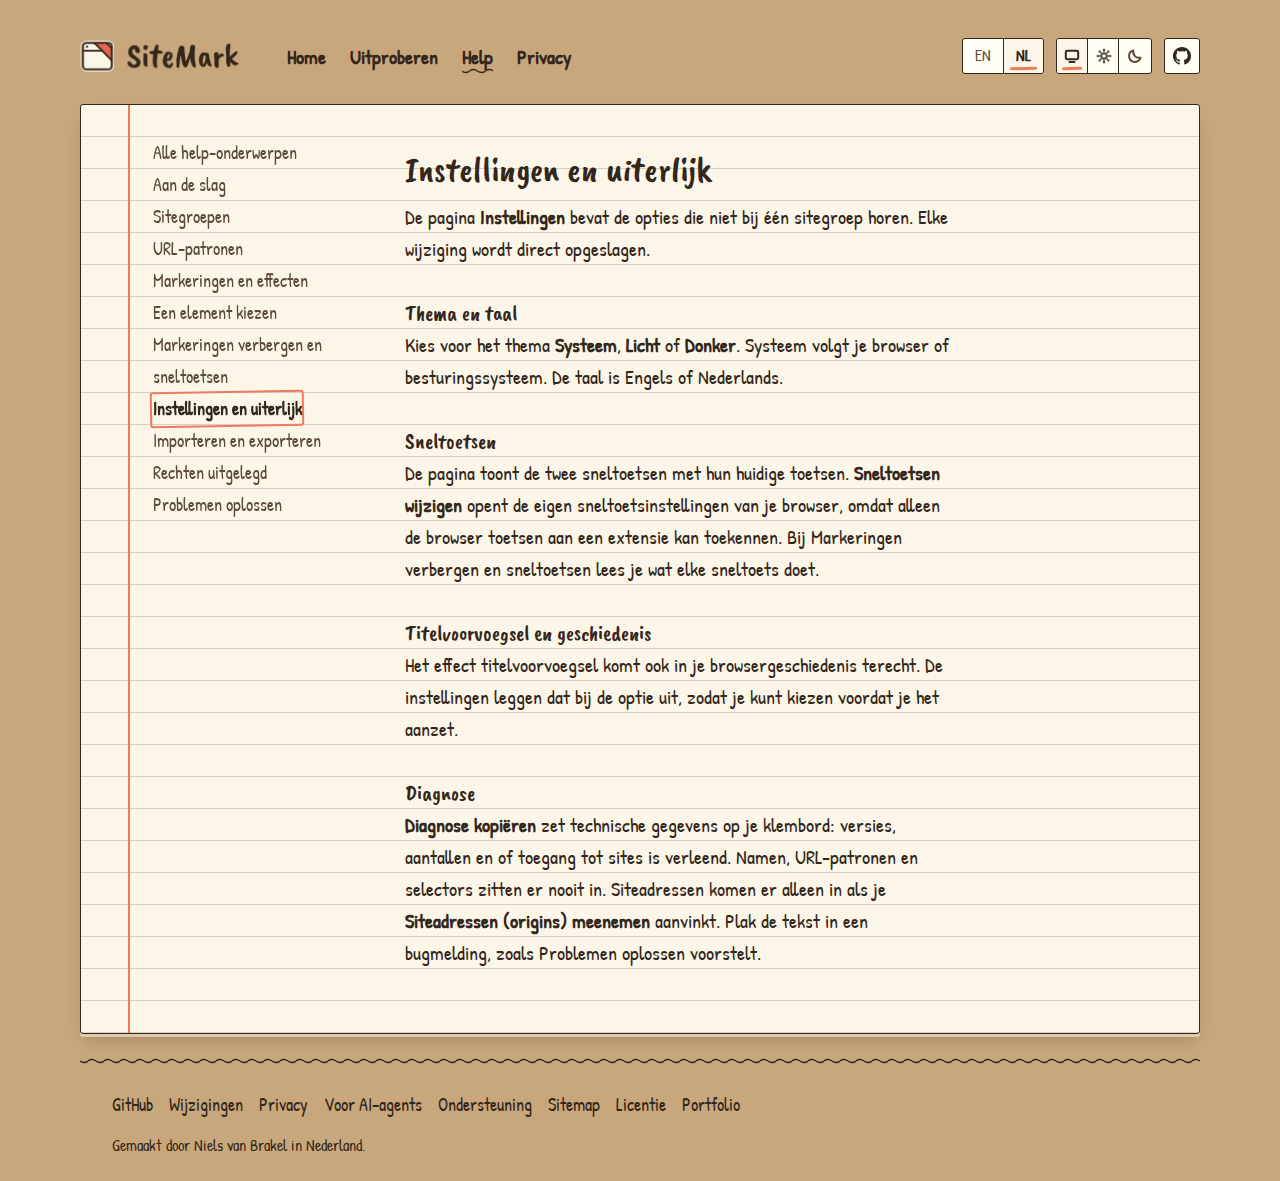 SiteMark
Home Uitproberen Help Privacy
EN NL
Alle help-onderwerpen
Aan de slag
Sitegroepen
URL-patronen
Markeringen en effecten
Een element kiezen
Markeringen verbergen en
sneltoetsen
Instellingen en uiterlijk
Importeren en exporteren
Rechten uitgelegd
Problemen oplossen
Instellingen en uiterlijk
De pagina Instellingen bevat de opties die niet bij één sitegroep horen. Elke
wijziging wordt direct opgeslagen.
Thema en taal
Kies voor het thema Systeem, Licht of Donker. Systeem volgt je browser of
besturingssysteem. De taal is Engels of Nederlands.
Sneltoetsen
De pagina toont de twee sneltoetsen met hun huidige toetsen. Sneltoetsen
wijzigen opent de eigen sneltoetsinstellingen van je browser, omdat alleen
de browser toetsen aan een extensie kan toekennen. Bij Markeringen
verbergen en sneltoetsen lees je wat elke sneltoets doet.
Titelvoorvoegsel en geschiedenis
Het effect titelvoorvoegsel komt ook in je browsergeschiedenis terecht. De
instellingen leggen dat bij de optie uit, zodat je kunt kiezen voordat je het
aanzet.
Diagnose
Diagnose kopiëren zet technische gegevens op je klembord: versies,
aantallen en of toegang tot sites is verleend. Namen, URL-patronen en
selectors zitten er nooit in. Siteadressen komen er alleen in als je
Siteadressen (origins) meenemen aanvinkt. Plak de tekst in een
bugmelding, zoals Problemen oplossen voorstelt.
GitHub Wijzigingen Privacy Voor AI-agents Ondersteuning Sitemap Licentie Portfolio
Gemaakt door Niels van Brakel in Nederland.